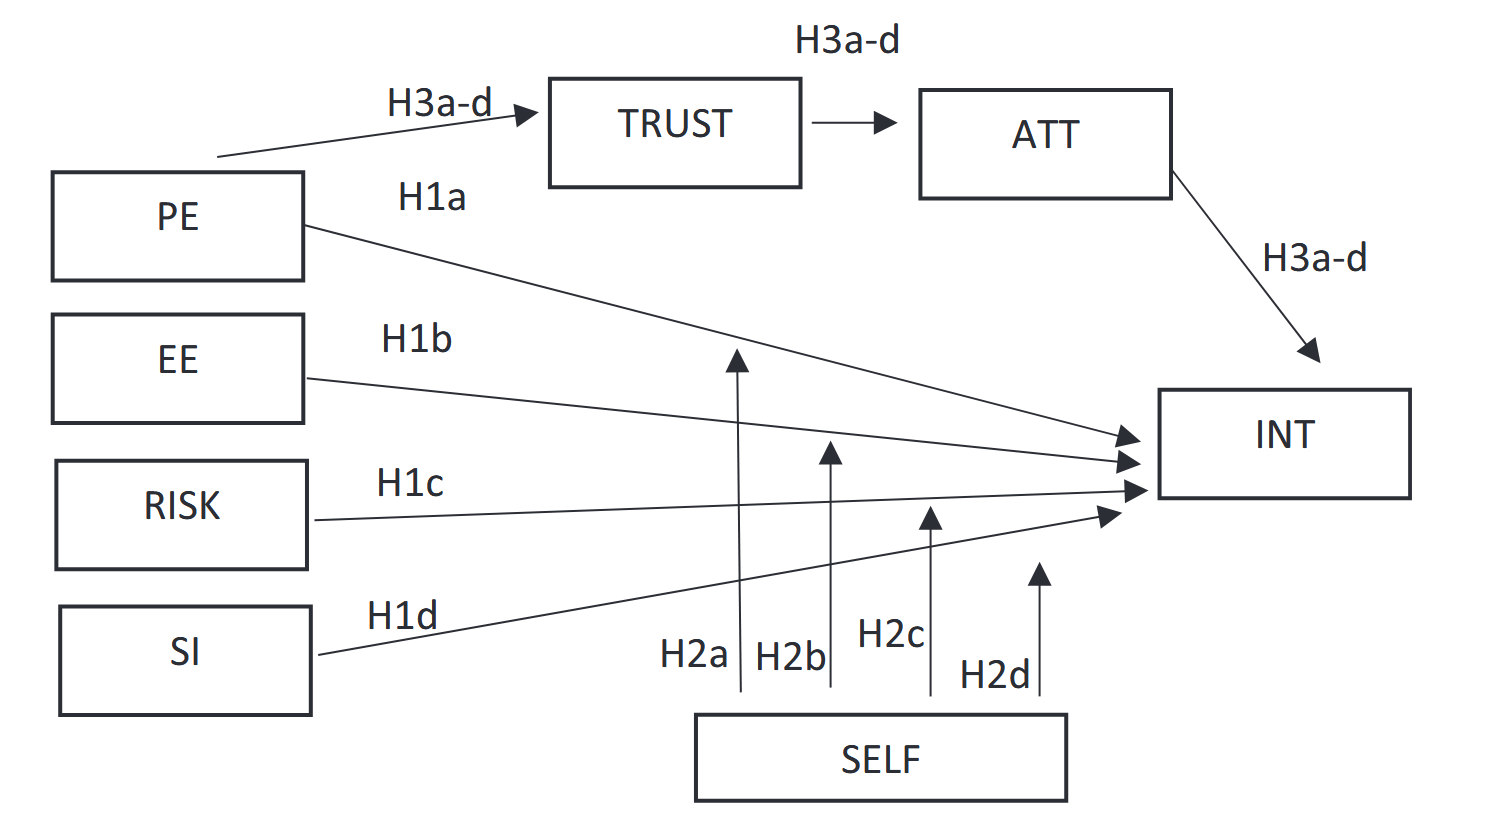 H3a-d
H3a-d
TRUST
ATT
H1a
PE
H3a-d
H1b
EE
INT
H1c
RISK
H1d
SI
H2a
H2b
H2c
H2d
SELF